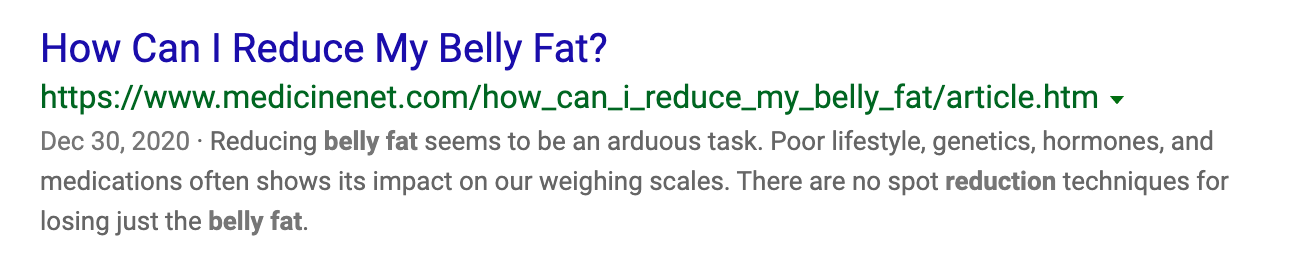 How Can I Reduce My Belly Fat?
https://www.medicinenet.com/how_can_i_reduce_my_belly_fat/article.htm
Dec 30, 2020 · Reducing belly fat seems to be an arduous task. Poor lifestyle, genetics, hormones, and
medications often shows its impact on our weighing scales. There are no spot reduction techniques for
losing just the belly fat.